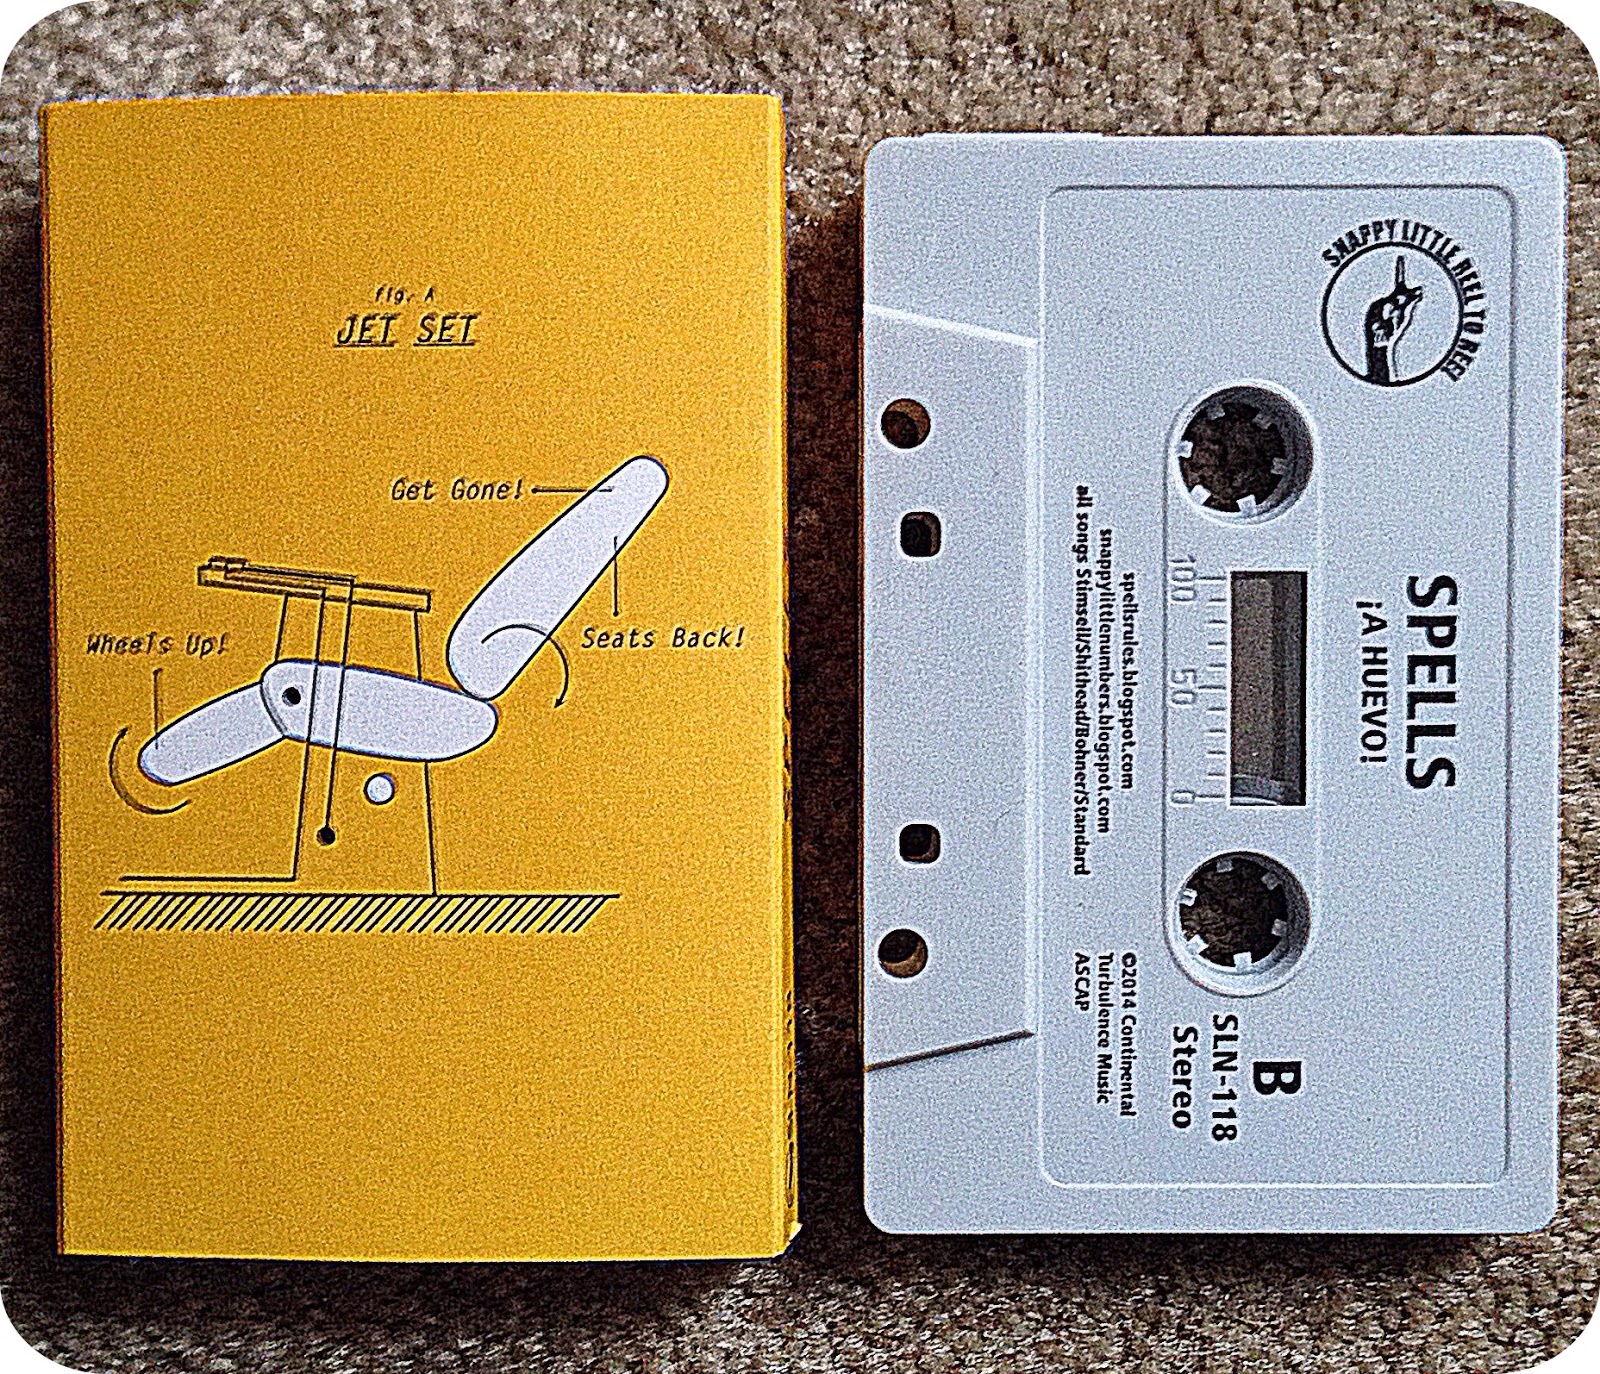 fig. A
JET SET
Get Gone!
Seats Back!
Wheels Up!
SNAPPY LITTLE REEL TO REEL
SPELLS
¡A HUEVO!
100
50
0
spellsrules.blogspot.com
snappylittlenumbers.blogspot.com
all songs Stimsell/Shithead/Bohner/Standard
B
SLN-118
Stereo
©2014 Continental
Turbulence Music
ASCAP